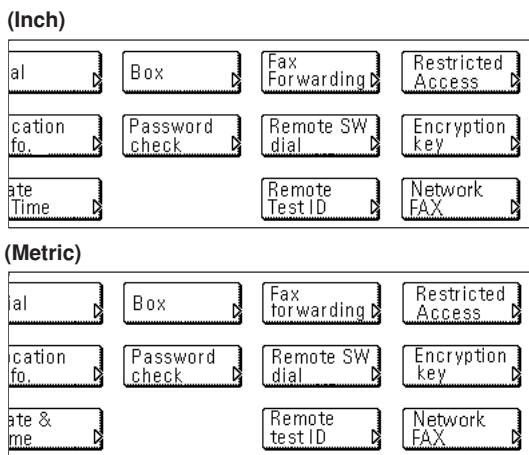 (Inch)
al
Box
Fax
Forwarding
Restricted
Access
cation
fo.
Password
check
Remote SW
dial
Encryption
key
ate
Time
Remote
Test ID
Network
FAX
(Metric)
ial
Box
Fax
forwarding
Restricted
Access
ocation
fo.
Password
check
Remote SW
dial
Encryption
key
ate &
me
Remote
test ID
Network
FAX